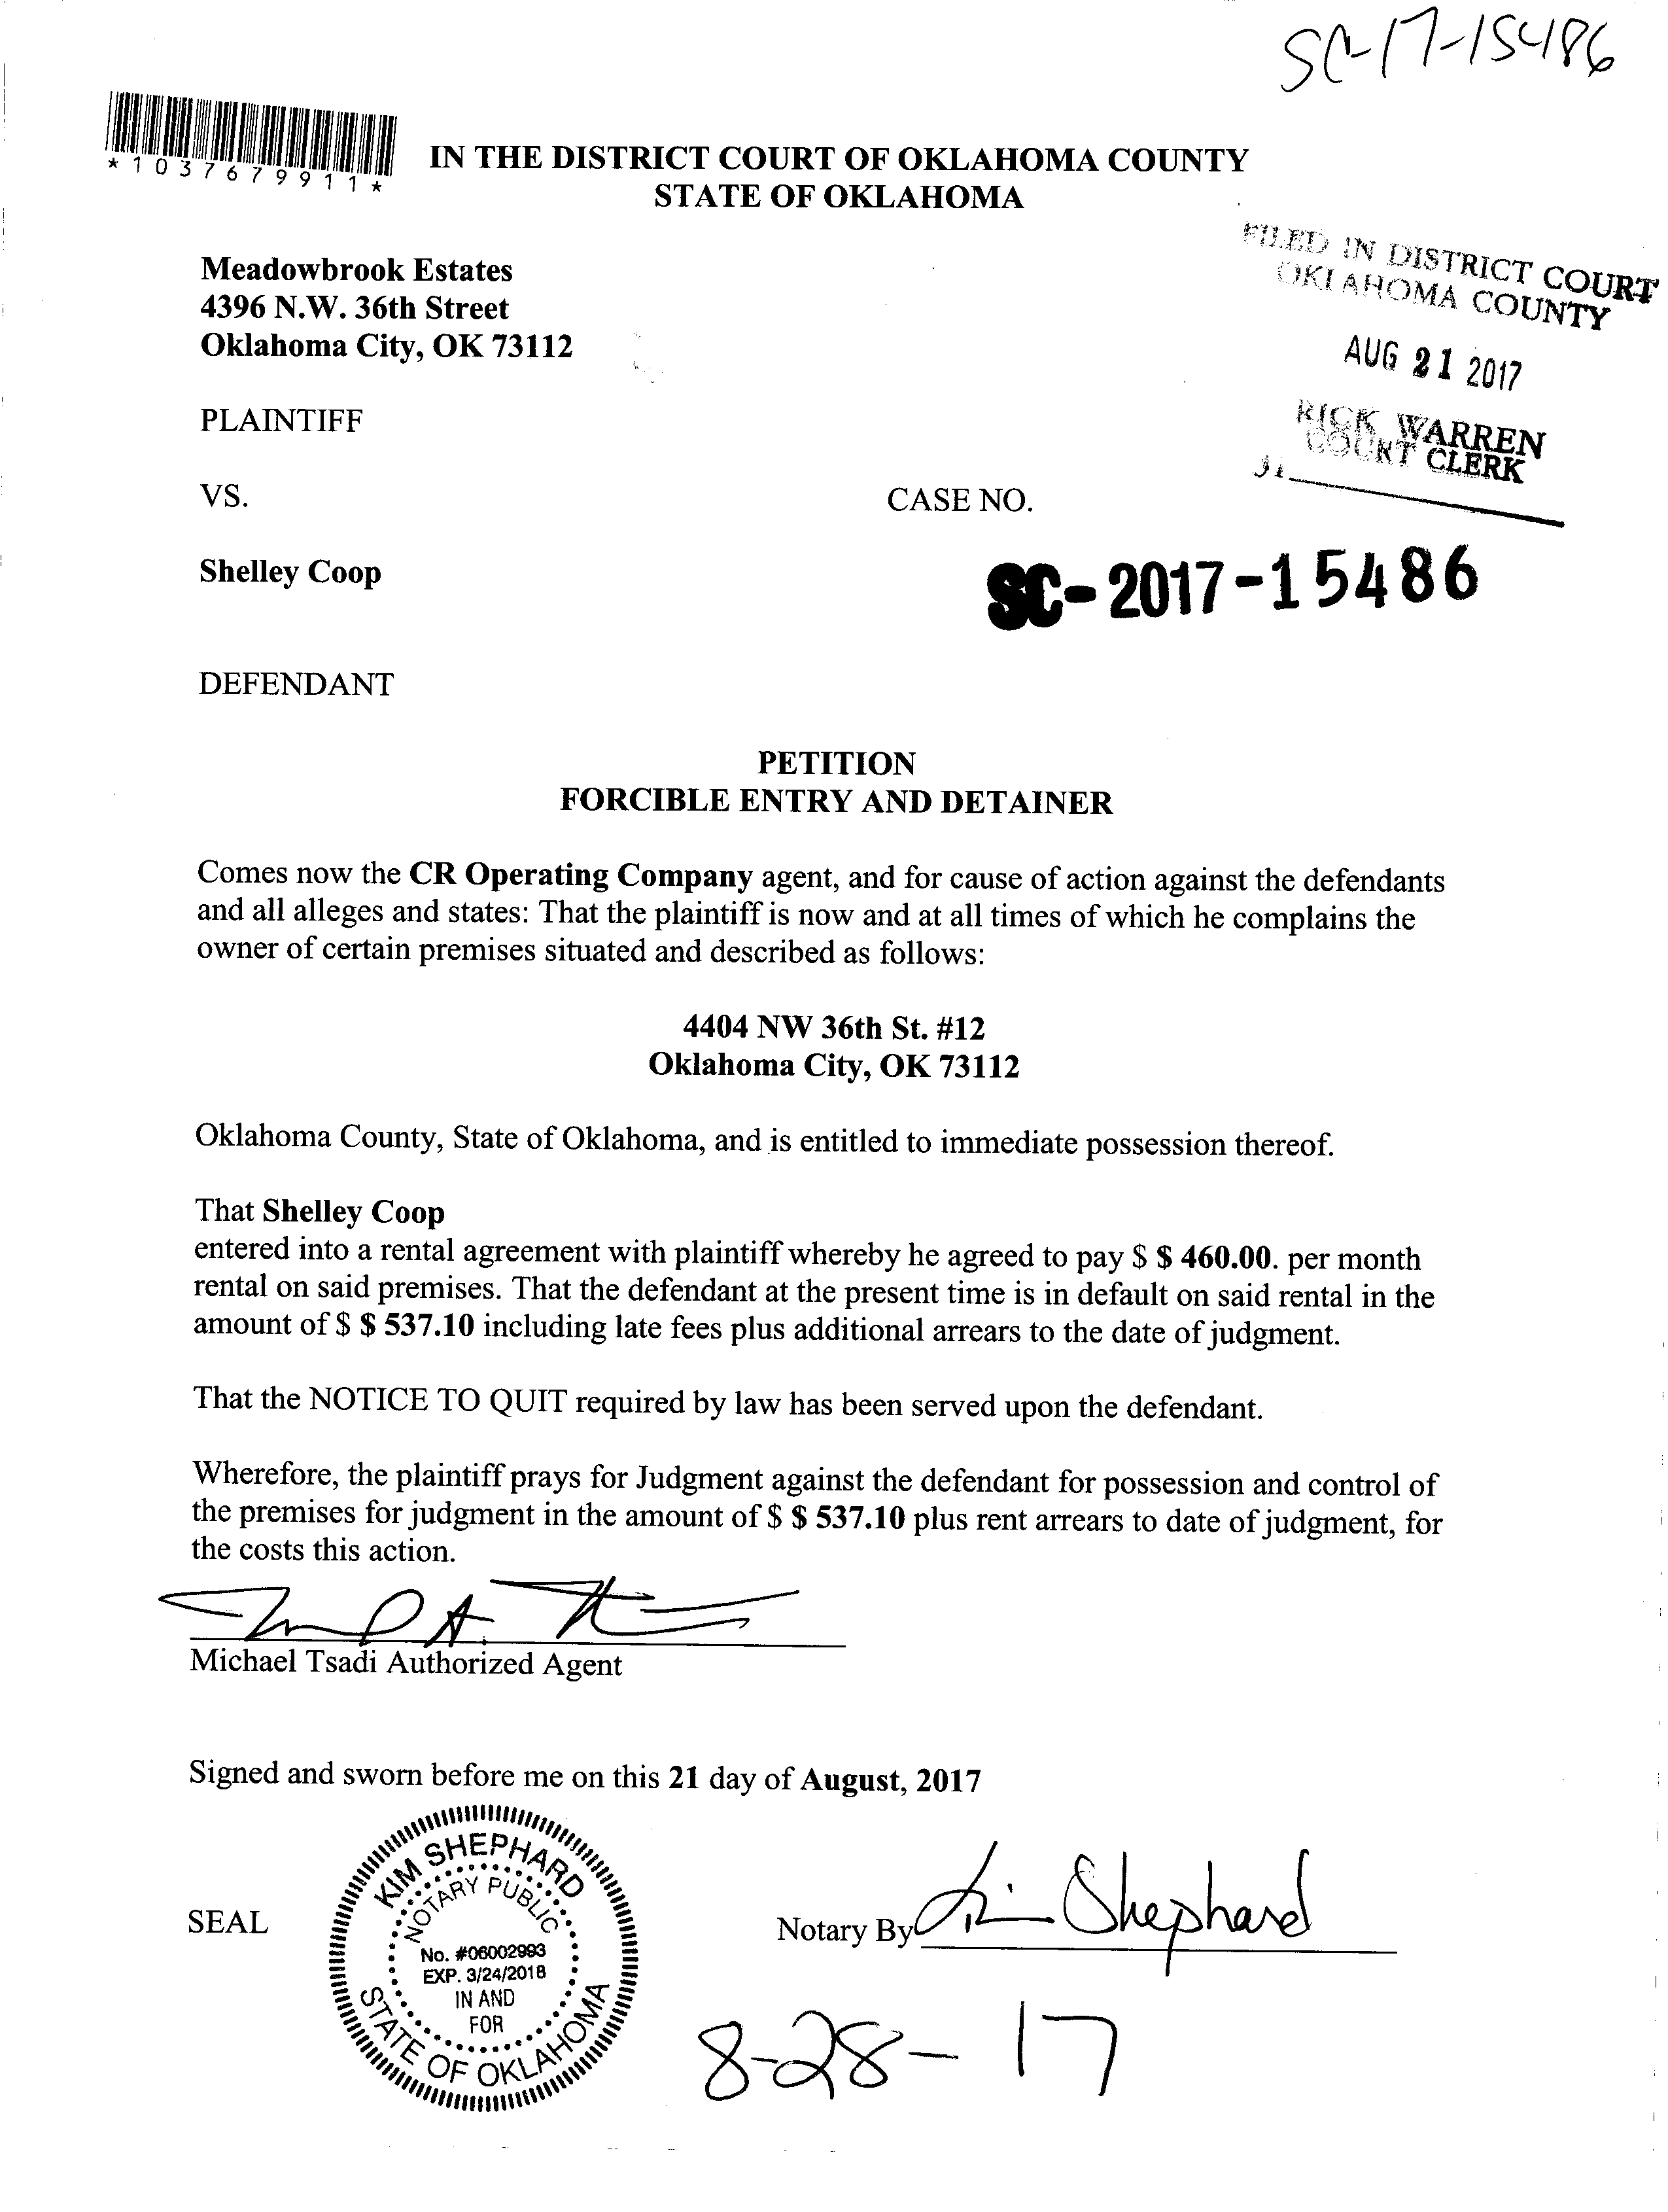 SC-17-15486
*1037679911*
IN THE DISTRICT COURT OF OKLAHOMA COUNTY
STATE OF OKLAHOMA
FILED IN DISTRICT COURT
OKLAHOMA COUNTY
AUG 21 2017
RICK WARREN
COURT CLERK
Meadowbrook Estates
4396 N.W. 36th Street
Oklahoma City, OK 73112
PLAINTIFF
VS.
CASE NO.
Shelley Coop
SC-2017-15486
DEFENDANT
PETITION
FORCIBLE ENTRY AND DETAINER
Comes now the CR Operating Company agent, and for cause of action against the defendants
and all alleges and states: That the plaintiff is now and at all times of which he complains the
owner of certain premises situated and described as follows:
4404 NW 36th St. #12
Oklahoma City, OK 73112
Oklahoma County, State of Oklahoma, and is entitled to immediate possession thereof.
That Shelley Coop
entered into a rental agreement with plaintiff whereby he agreed to pay $ $ 460.00. per month
rental on said premises. That the defendant at the present time is in default on said rental in the
amount of $ $ 537.10 including late fees plus additional arrears to the date of judgment.
That the NOTICE TO QUIT required by law has been served upon the defendant.
Wherefore, the plaintiff prays for Judgment against the defendant for possession and control of
the premises for judgment in the amount of $ $ 537.10 plus rent arrears to date of judgment, for
the costs this action.
Michael Tsadi Authorized Agent
Signed and sworn before me on this 21 day of August, 2017
KIM SHEPHARD
NOTARY PUBLIC
No. #06002993
EXP. 3/24/2018
IN AND
FOR
STATE OF OKLAHOMA
SEAL
Notary By Kim Shephard
8-28-17